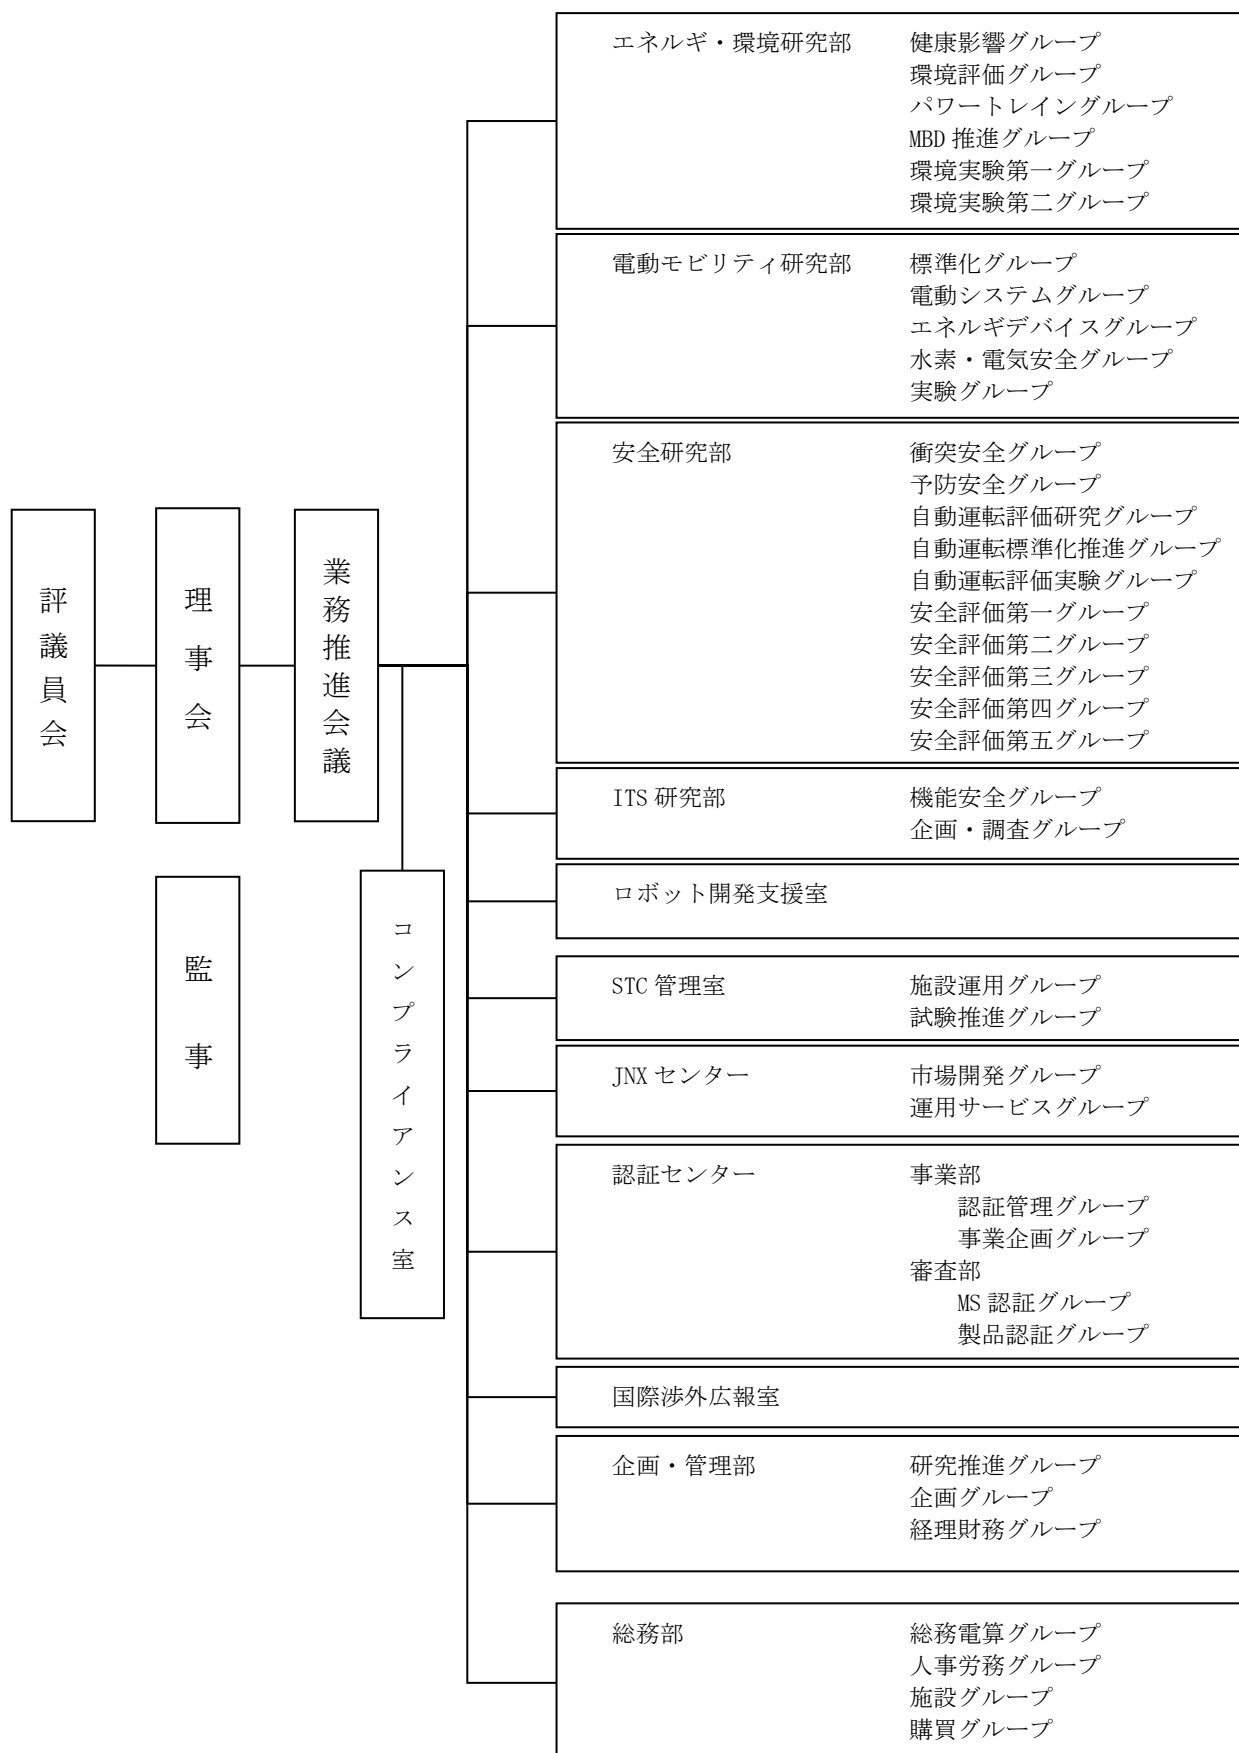 評議員会
理事会
監事
業務推進会議
コンプライアンス室
エネルギ・環境研究部 健康影響グループ
環境評価グループ
パワートレイングループ
MBD 推進グループ
環境実験第一グループ
環境実験第二グループ
電動モビリティ研究部 標準化グループ
電動システムグループ
エネルギデバイスグループ
水素・電気安全グループ
実験グループ
安全研究部 衝突安全グループ
予防安全グループ
自動運転評価研究グループ
自動運転標準化推進グループ
自動運転評価実験グループ
安全評価第一グループ
安全評価第二グループ
安全評価第三グループ
安全評価第四グループ
安全評価第五グループ
ITS 研究部 機能安全グループ
企画・調査グループ
ロボット開発支援室
STC 管理室 施設運用グループ
試験推進グループ
JNX センター 市場開発グループ
運用サービスグループ
認証センター 事業部
認証管理グループ
事業企画グループ
審査部
MS 認証グループ
製品認証グループ
国際渉外広報室
企画・管理部 研究推進グループ
企画グループ
経理財務グループ
総務部 総務電算グループ
人事労務グループ
施設グループ
購買グループ